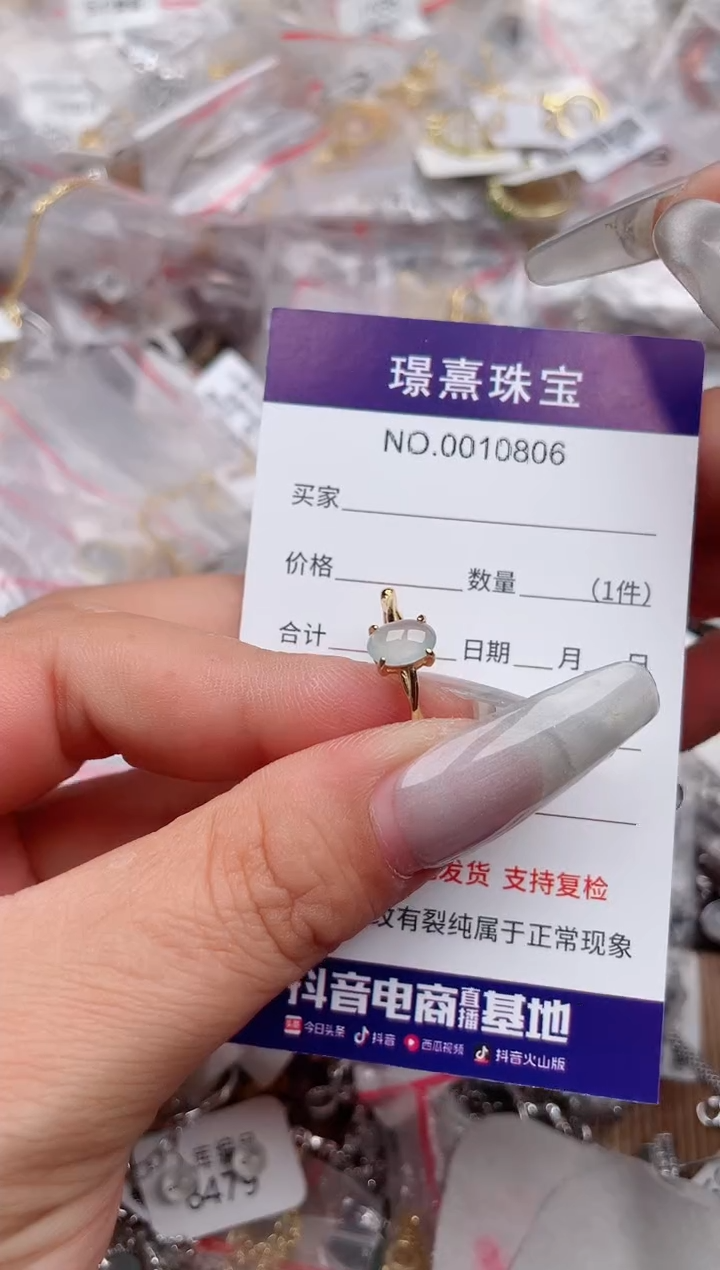 璟熹珠宝
NO.0010806
买家
价格 数量 (1件)
合计 日期 月 日
发货 支持复检
有裂纯属于正常现象
抖音电商直播基地
今日头条 抖音 西瓜视频 抖音火山版
6479